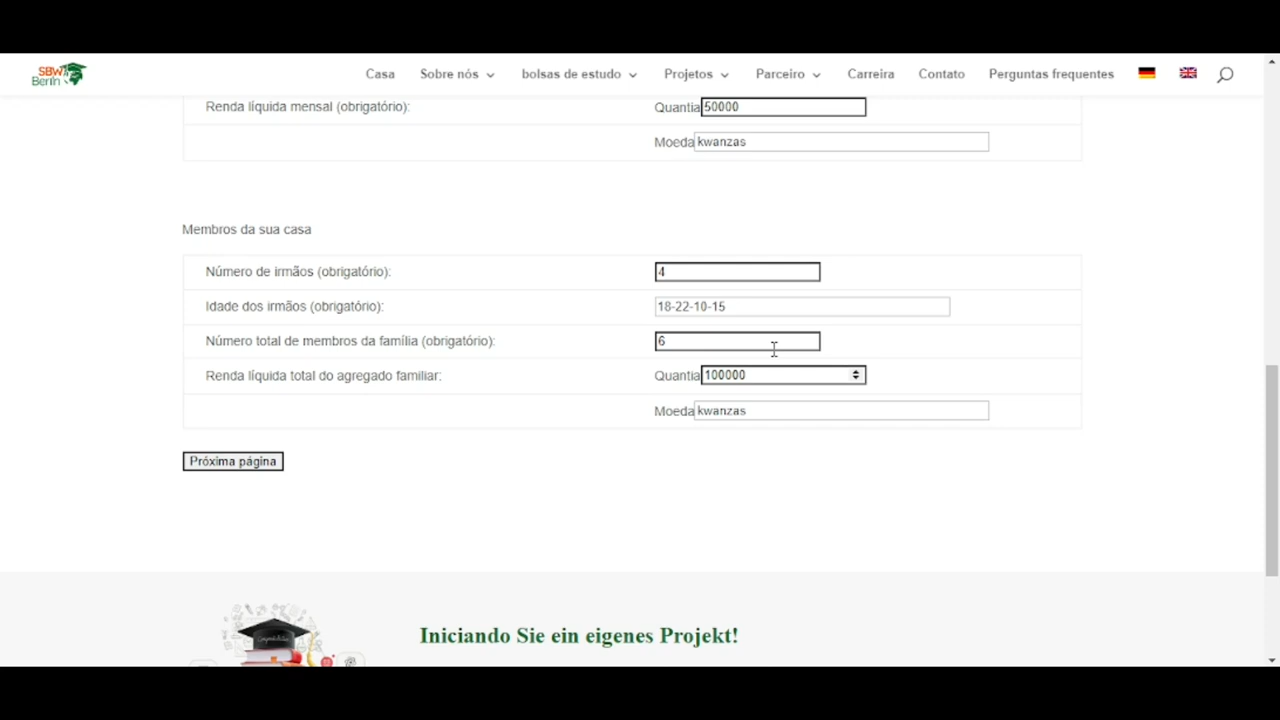 SBW Berlin
Casa Sobre nós bolsas de estudo Projetos Parceiro Carreira Contato Perguntas frequentes
Renda líquida mensal (obrigatório): Quantia 50000
Moeda kwanzas
Membros da sua casa
Número de irmãos (obrigatório): 4
Idade dos irmãos (obrigatório): 18-22-10-15
Número total de membros da família (obrigatório): 6
Renda líquida total do agregado familiar: Quantia 100000
Moeda kwanzas
Próxima página
Iniciando Sie ein eigenes Projekt!